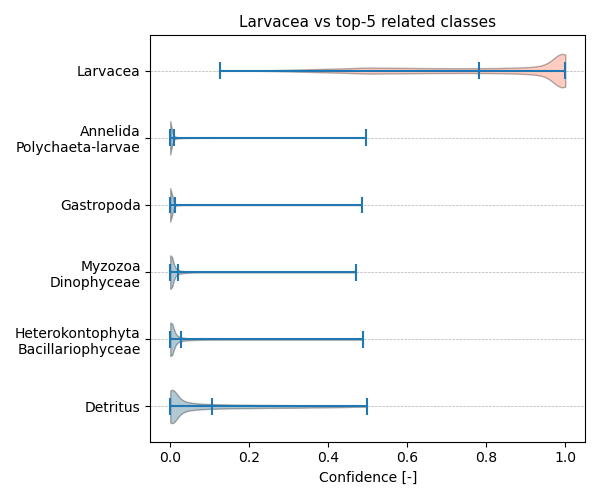 Larvacea vs top-5 related classes
Larvacea
Annelida
Polychaeta-larvae
Gastropoda
Myzozoa
Dinophyceae
Heterokontophyta
Bacillariophyceae
Detritus
0.0 0.2 0.4 0.6 0.8 1.0
Confidence [-]